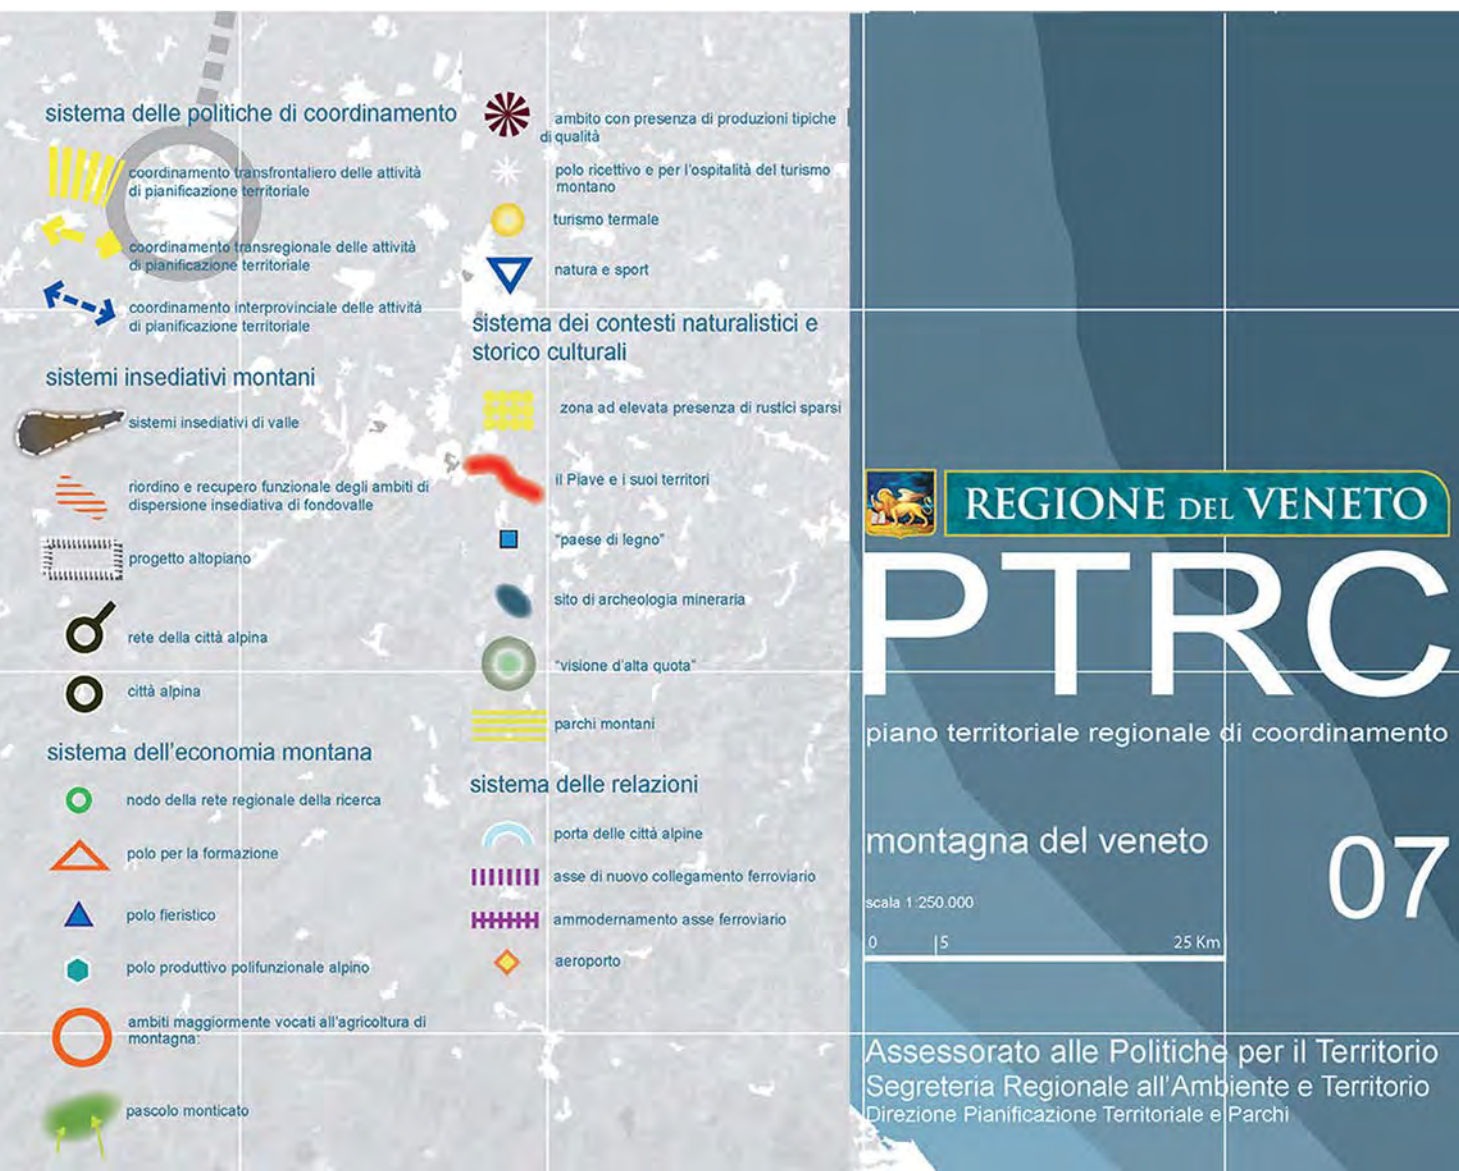 sistema delle politiche di coordinamento
coordinamento transfrontaliero delle attività
di pianificazione territoriale
coordinamento transregionale delle attività
di pianificazione territoriale
coordinamento interprovinciale delle attività
di pianificazione territoriale
sistemi insediativi montani
sistemi insediativi di valle
riordino e recupero funzionale degli ambiti di
dispersione insediativa di fondovalle
progetto altopiano
rete della città alpina
città alpina
sistema dell'economia montana
nodo della rete regionale della ricerca
polo per la formazione
polo fieristico
polo produttivo polifunzionale alpino
ambiti maggiormente vocati all'agricoltura di
montagna:
pascolo monticato
ambito con presenza di produzioni tipiche
di qualità
polo ricettivo e per l'ospitalità del turismo
montano
turismo termale
natura e sport
sistema dei contesti naturalistici e
storico culturali
zona ad elevata presenza di rustici sparsi
il Piave e i suoi territori
"paese di legno"
sito di archeologia mineraria
"visione d'alta quota"
parchi montani
sistema delle relazioni
porta delle città alpine
asse di nuovo collegamento ferroviario
ammodernamento asse ferroviario
aeroporto
REGIONE DEL VENETO
PTRC
piano territoriale regionale di coordinamento
montagna del veneto
07
scala 1:250.000
0 5 25 Km
Assessorato alle Politiche per il Territorio
Segreteria Regionale all'Ambiente e Territorio
Direzione Pianificazione Territoriale e Parchi